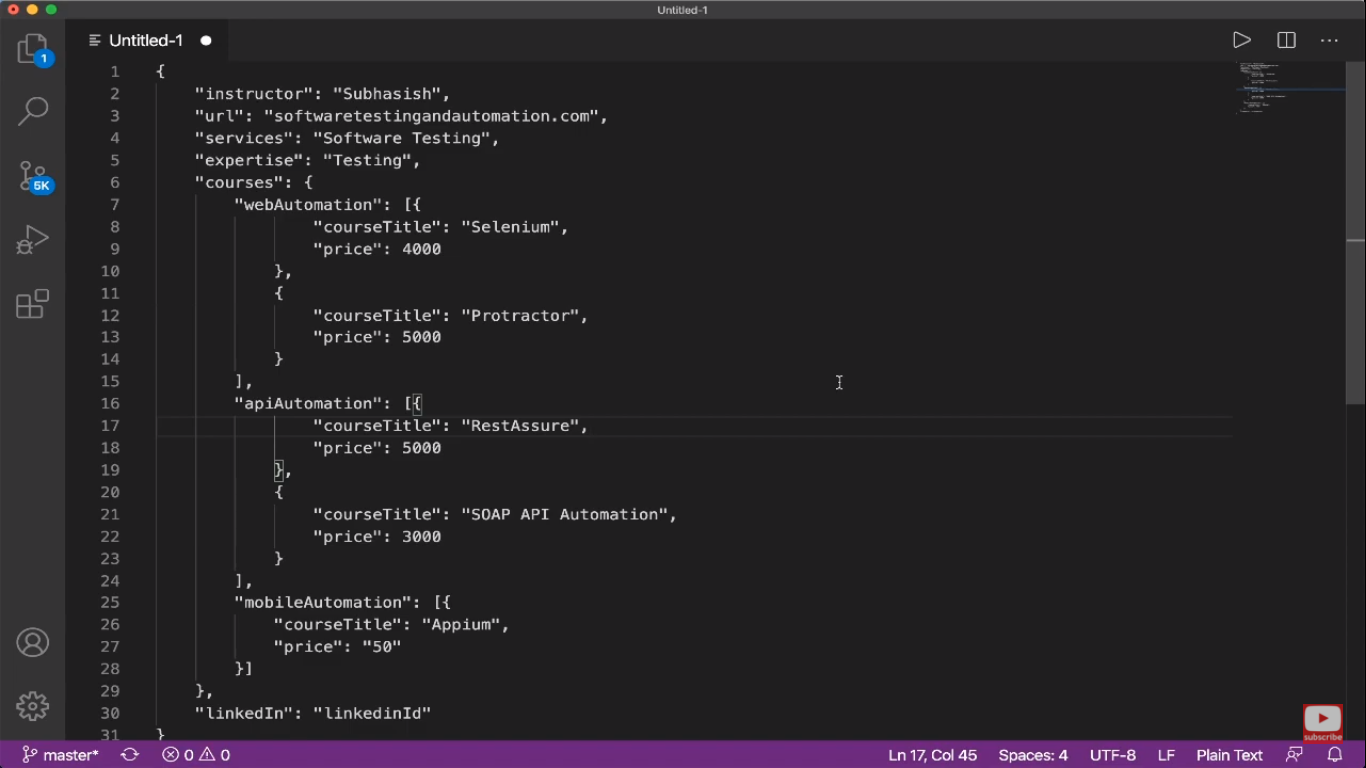 Untitled-1
Untitled-1
1 {
2 "instructor": "Subhasish",
3 "url": "softwaretestingandautomation.com",
4 "services": "Software Testing",
5 "expertise": "Testing",
6 "courses": {
7 "webAutomation": [{
8 "courseTitle": "Selenium",
9 "price": 4000
10 },
11 {
12 "courseTitle": "Protractor",
13 "price": 5000
14 }
15 ],
16 "apiAutomation": [{
17 "courseTitle": "RestAssure",
18 "price": 5000
19 },
20 {
21 "courseTitle": "SOAP API Automation",
22 "price": 3000
23 }
24 ],
25 "mobileAutomation": [{
26 "courseTitle": "Appium",
27 "price": "50"
28 }]
29 },
30 "linkedIn": "linkedinId"
31 }
1
5K
subscribe
master* 0 0 Ln 17, Col 45 Spaces: 4 UTF-8 LF Plain Text